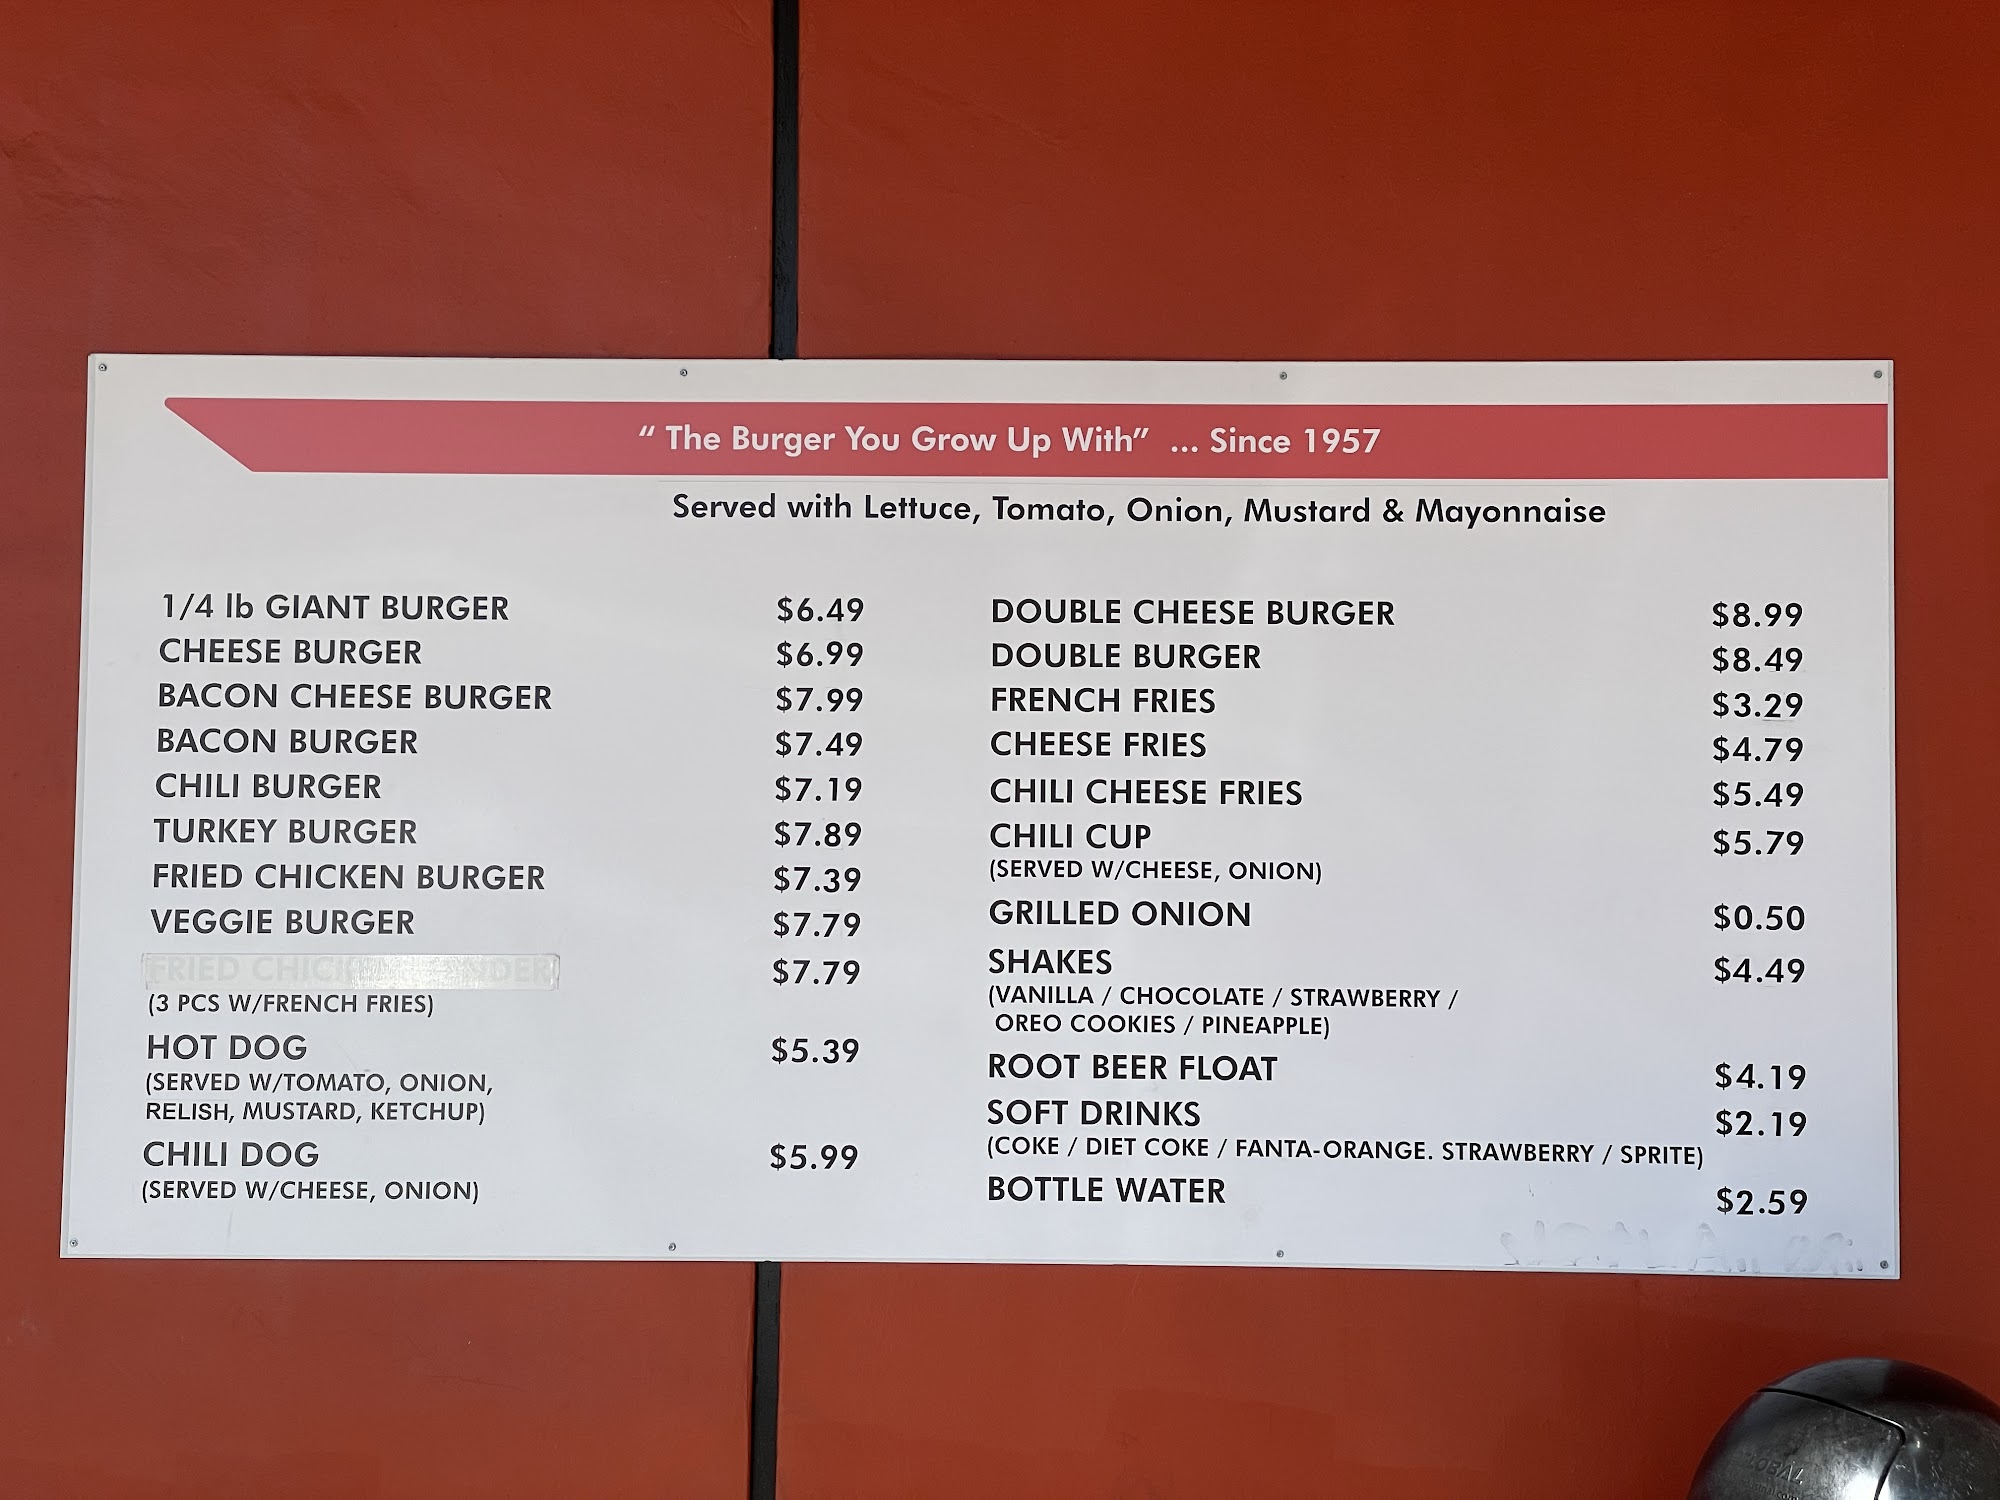 “ The Burger You Grow Up With” ... Since 1957
Served with Lettuce, Tomato, Onion, Mustard & Mayonnaise
1/4 lb GIANT BURGER $6.49
CHEESE BURGER $6.99
BACON CHEESE BURGER $7.99
BACON BURGER $7.49
CHILI BURGER $7.19
TURKEY BURGER $7.89
FRIED CHICKEN BURGER $7.39
VEGGIE BURGER $7.79
FRIED $7.79
(3 PCS W/FRENCH FRIES)
HOT DOG $5.39
(SERVED W/TOMATO, ONION,
RELISH, MUSTARD, KETCHUP)
CHILI DOG $5.99
(SERVED W/CHEESE, ONION)
DOUBLE CHEESE BURGER $8.99
DOUBLE BURGER $8.49
FRENCH FRIES $3.29
CHEESE FRIES $4.79
CHILI CHEESE FRIES $5.49
CHILI CUP $5.79
(SERVED W/CHEESE, ONION)
GRILLED ONION $0.50
SHAKES $4.49
(VANILLA / CHOCOLATE / STRAWBERRY /
OREO COOKIES / PINEAPPLE)
ROOT BEER FLOAT $4.19
SOFT DRINKS $2.19
(COKE / DIET COKE / FANTA-ORANGE. STRAWBERRY / SPRITE)
BOTTLE WATER $2.59